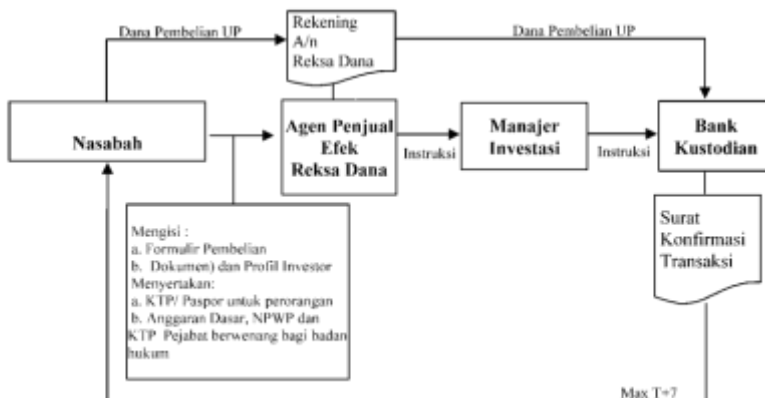 Dana Pembelian UP
Rekening
A/n
Reksa Dana
Dana Pembelian UP
Nasabah
Agen Penjual
Efek
Reksa Dana
Instruksi
Manajer
Investasi
Instruksi
Bank
Kustodian
Mengisi :
a. Formulir Pembelian
b. Dokumen) dan Profil Investor
Menyertakan:
a. KTP/ Paspor untuk perorangan
b. Anggaran Dasar, NPWP dan
KTP Pejabat berwenang bagi badan
hukum
Surat
Konfirmasi
Transaksi
Max T+7